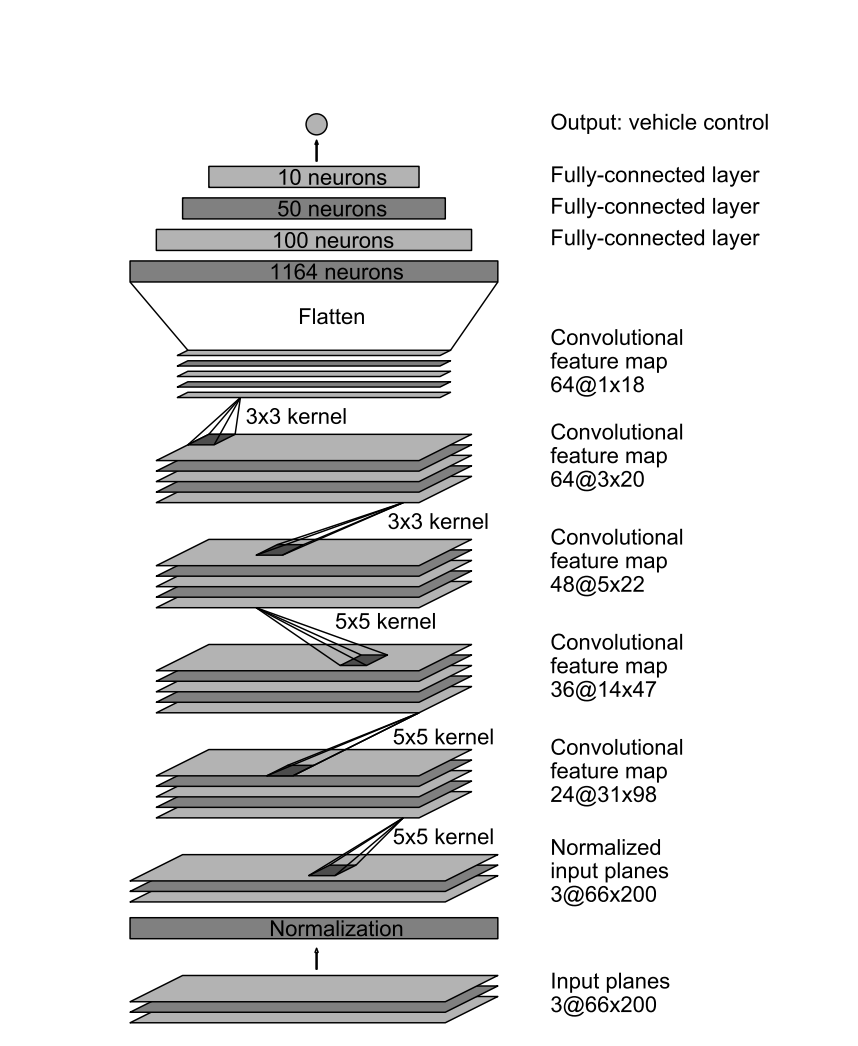 Output: vehicle control
10 neurons
Fully-connected layer
50 neurons
Fully-connected layer
100 neurons
Fully-connected layer
1164 neurons
Flatten
Convolutional
feature map
64@1x18
3x3 kernel
Convolutional
feature map
64@3x20
3x3 kernel
Convolutional
feature map
48@5x22
5x5 kernel
Convolutional
feature map
36@14x47
5x5 kernel
Convolutional
feature map
24@31x98
5x5 kernel
Normalized
input planes
3@66x200
Normalization
Input planes
3@66x200